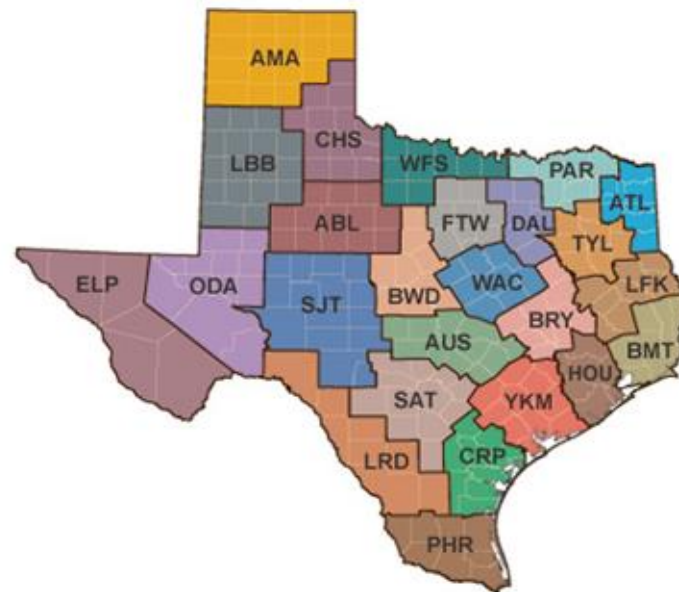 AMA
CHS
LBB
WFS
PAR
ATL
ABL
FTW
DAL
TYL
ELP
ODA
SJT
BWD
WAC
LFK
BRY
AUS
BMT
HOU
SAT
YKM
LRD
CRP
PHR